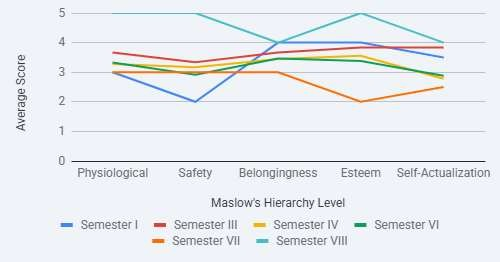 5
4
3
2
1
0
Average Score
Physiological Safety Belongingness Esteem Self-Actualization
Maslow's Hierarchy Level
Semester I Semester III Semester IV Semester VI
Semester VII Semester VIII